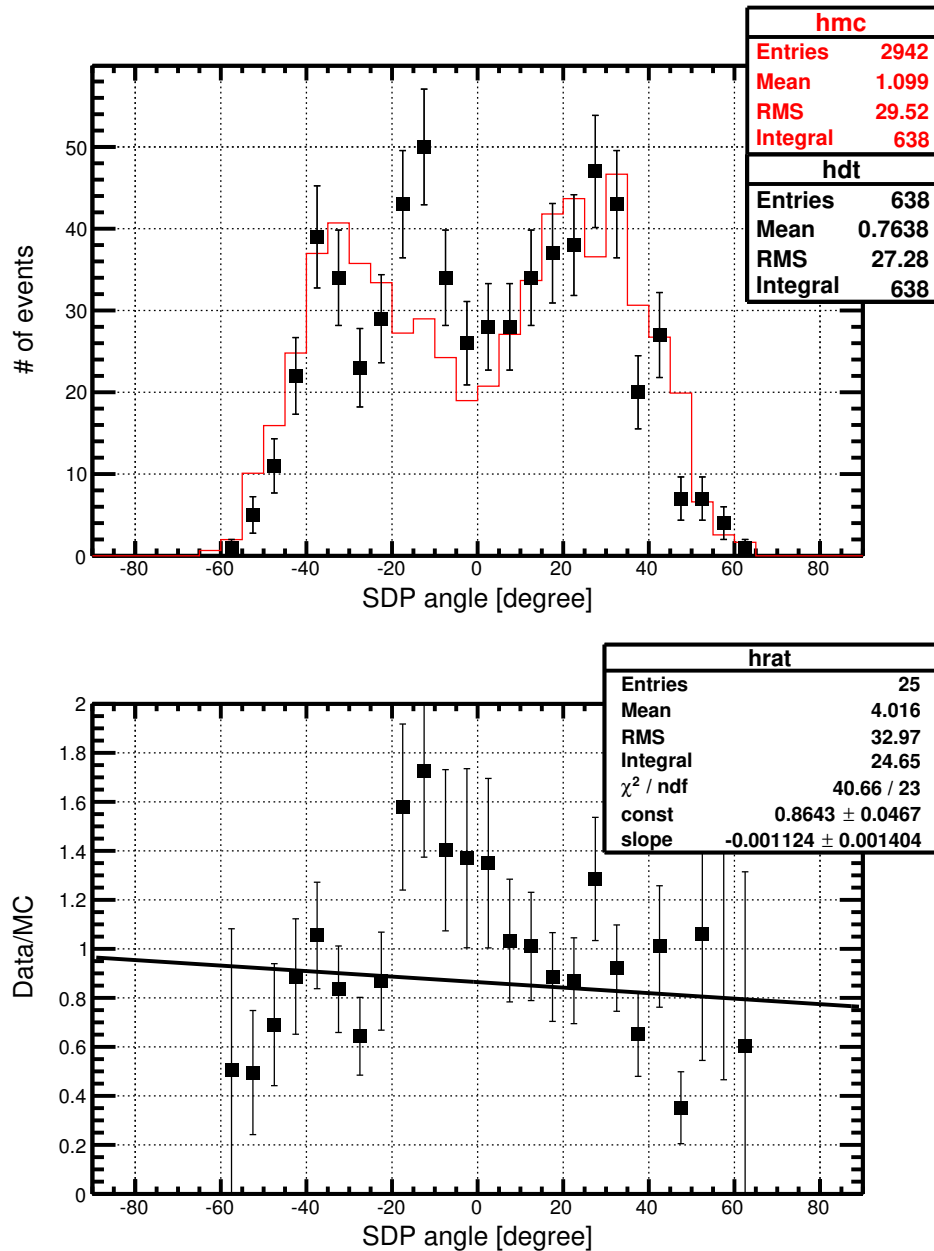 hmc
Entries 2942
Mean 1.099
RMS 29.52
Integral 638
hdt
Entries 638
Mean 0.7638
RMS 27.28
Integral 638
# of events
50
40
30
20
10
0
-80 -60 -40 -20 0 20 40 60 80
SDP angle [degree]
hrat
Entries 25
Mean 4.016
RMS 32.97
Integral 24.65
χ² / ndf 40.66 / 23
const 0.8643 ± 0.0467
slope -0.001124 ± 0.001404
Data/MC
2
1.8
1.6
1.4
1.2
1
0.8
0.6
0.4
0.2
0
-80 -60 -40 -20 0 20 40 60 80
SDP angle [degree]